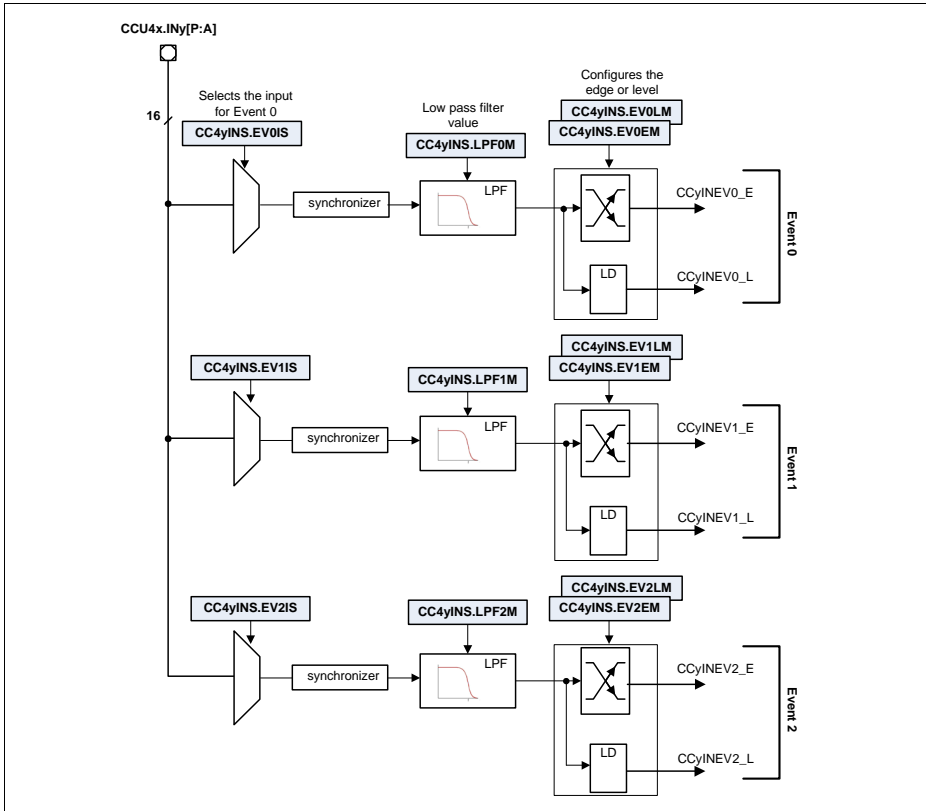 CCU4x.INy[P:A]
16
Selects the input
for Event 0
CC4yINS.EV0IS
synchronizer
Low pass filter
value
CC4yINS.LPF0M
LPF
Configures the
edge or level
CC4yINS.EV0LM
CC4yINS.EV0EM
LD
CCyINEV0_E
CCyINEV0_L
Event 0
CC4yINS.EV1IS
synchronizer
CC4yINS.LPF1M
LPF
CC4yINS.EV1LM
CC4yINS.EV1EM
LD
CCyINEV1_E
CCyINEV1_L
Event 1
CC4yINS.EV2IS
synchronizer
CC4yINS.LPF2M
LPF
CC4yINS.EV2LM
CC4yINS.EV2EM
LD
CCyINEV2_E
CCyINEV2_L
Event 2